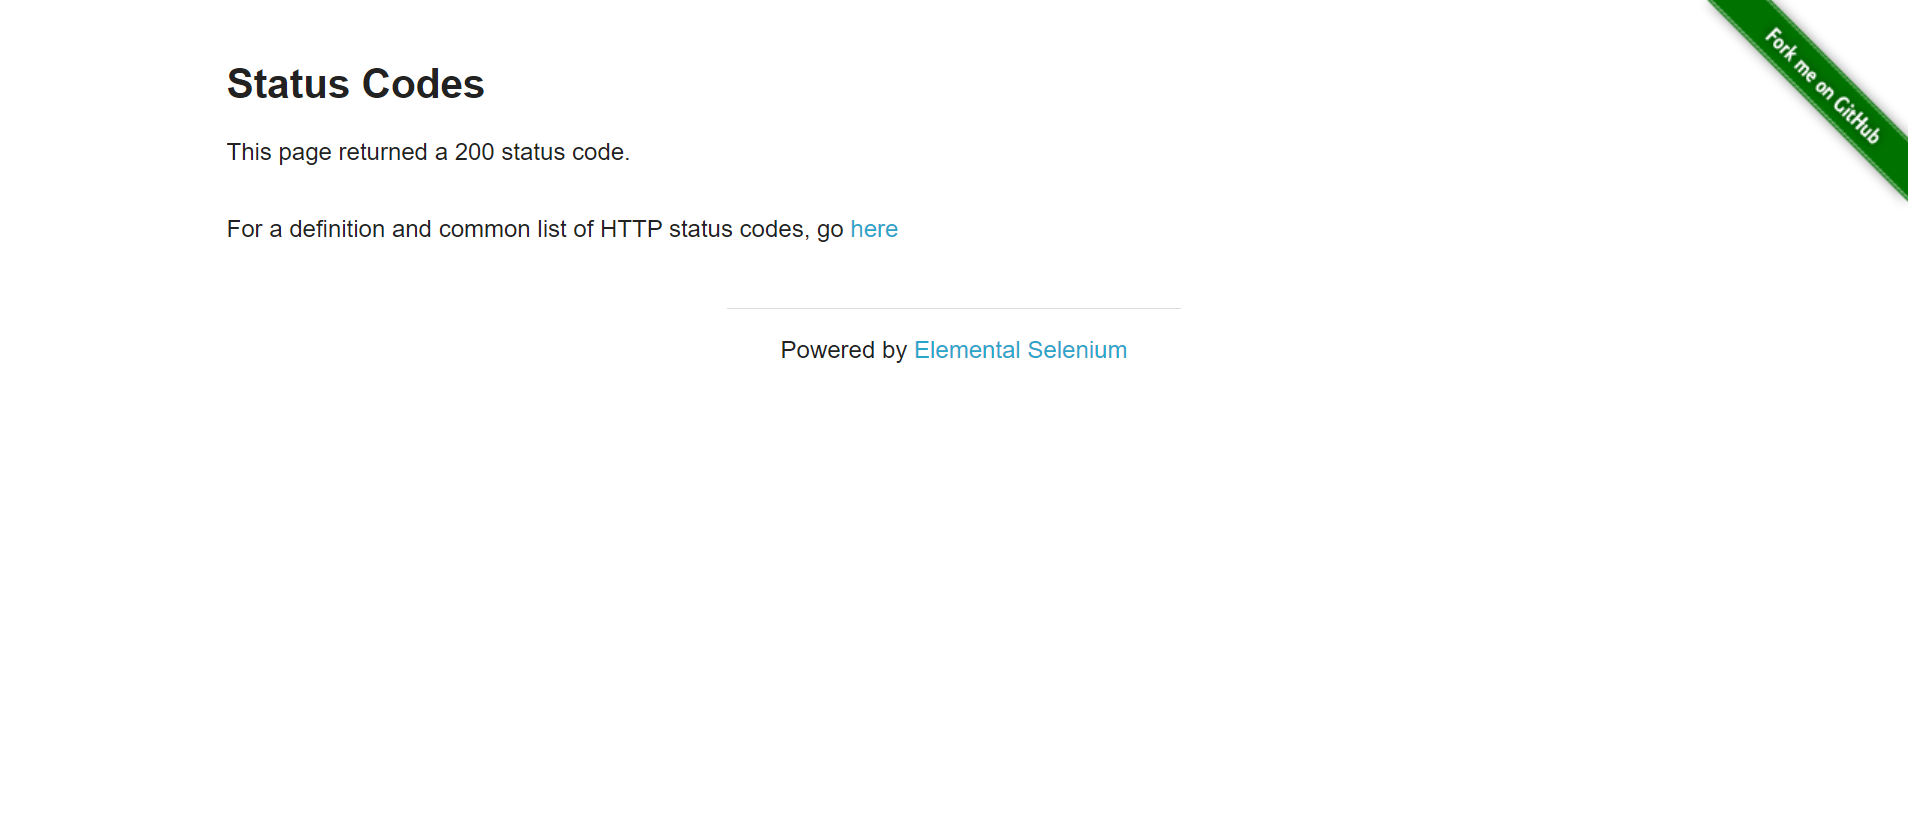 Status Codes
This page returned a 200 status code.
For a definition and common list of HTTP status codes, go here
Powered by Elemental Selenium
Fork me on GitHub